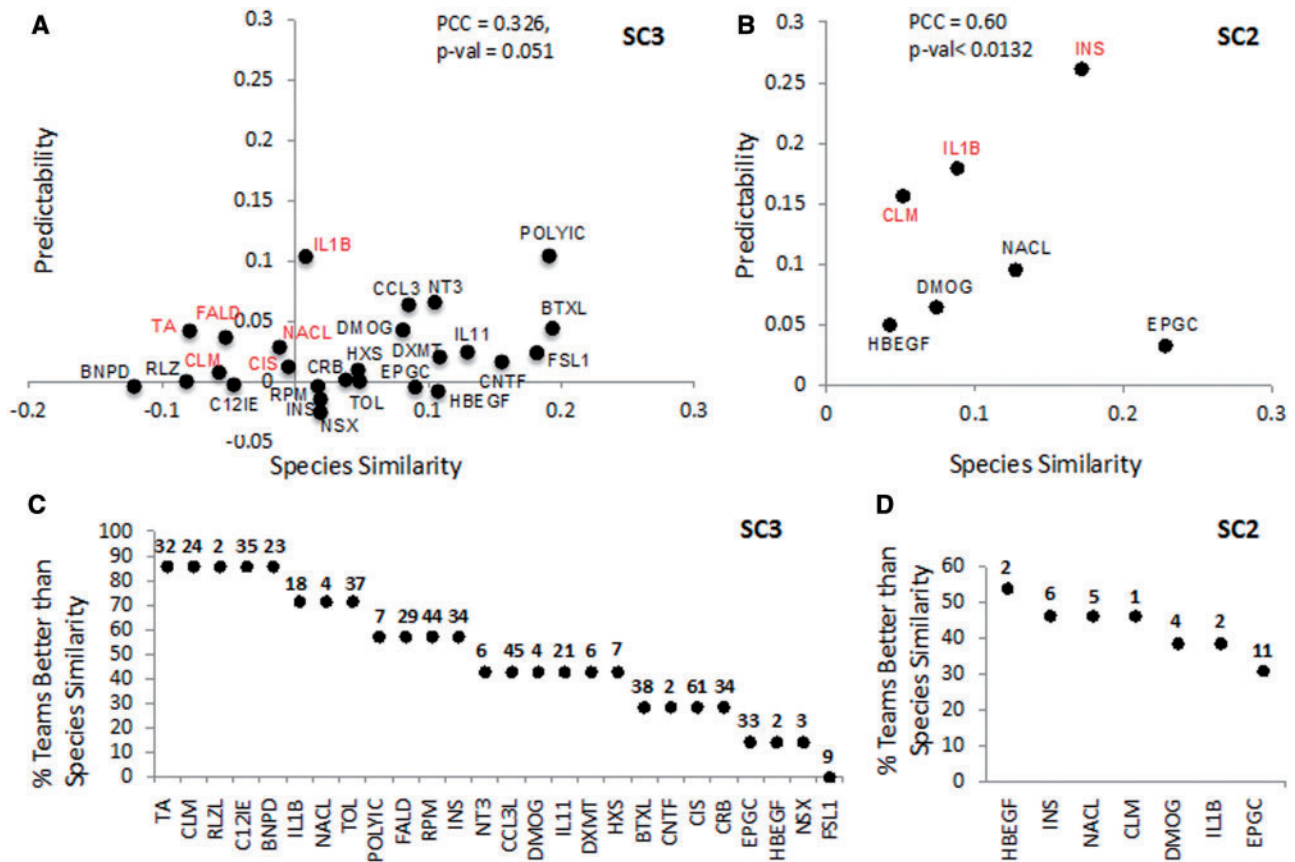 A
PCC = 0.326,
p-val = 0.051
SC3
Predictability
0.3
0.25
0.2
0.15
0.1
0.05
0
-0.05
-0.2
-0.1
0.1
0.2
0.3
IL1B
POLYIC
CCL3
NT3
BTXL
TA
FALD
NACL
DMOG
IL11
DXMT
FSL1
BNPD
RLZ
CLM
CIS
CRB
HXS
EPGC
CNTF
C12IE
RPM
INS
TOL
HBEGF
NSX
Species Similarity
B
PCC = 0.60
p-val< 0.0132
SC2
Predictability
0.3
0.25
0.2
0.15
0.1
0.05
0
0
0.1
0.2
0.3
INS
IL1B
CLM
NACL
DMOG
HBEGF
EPGC
Species Similarity
C
SC3
% Teams Better than
Species Similarity
100
90
80
70
60
50
40
30
20
10
0
32 24 2 35 23
18 4 37
7 29 44 34
6 45 4 21 6 7
38 2 61 34
33 2 3
9
TA
CLM
RLZL
C12IE
BNPD
IL1B
NACL
TOL
POLYIC
FALD
RPM
INS
NT3
CCL3L
DMOG
IL11
DXMT
HXS
BTXL
CNTF
CIS
CRB
EPGC
HBEGF
NSX
FSL1
D
SC2
% Teams Better than
Species Similarity
60
50
40
30
20
10
0
2
6 5 1
4 2
11
HBEGF
INS
NACL
CLM
DMOG
IL1B
EPGC